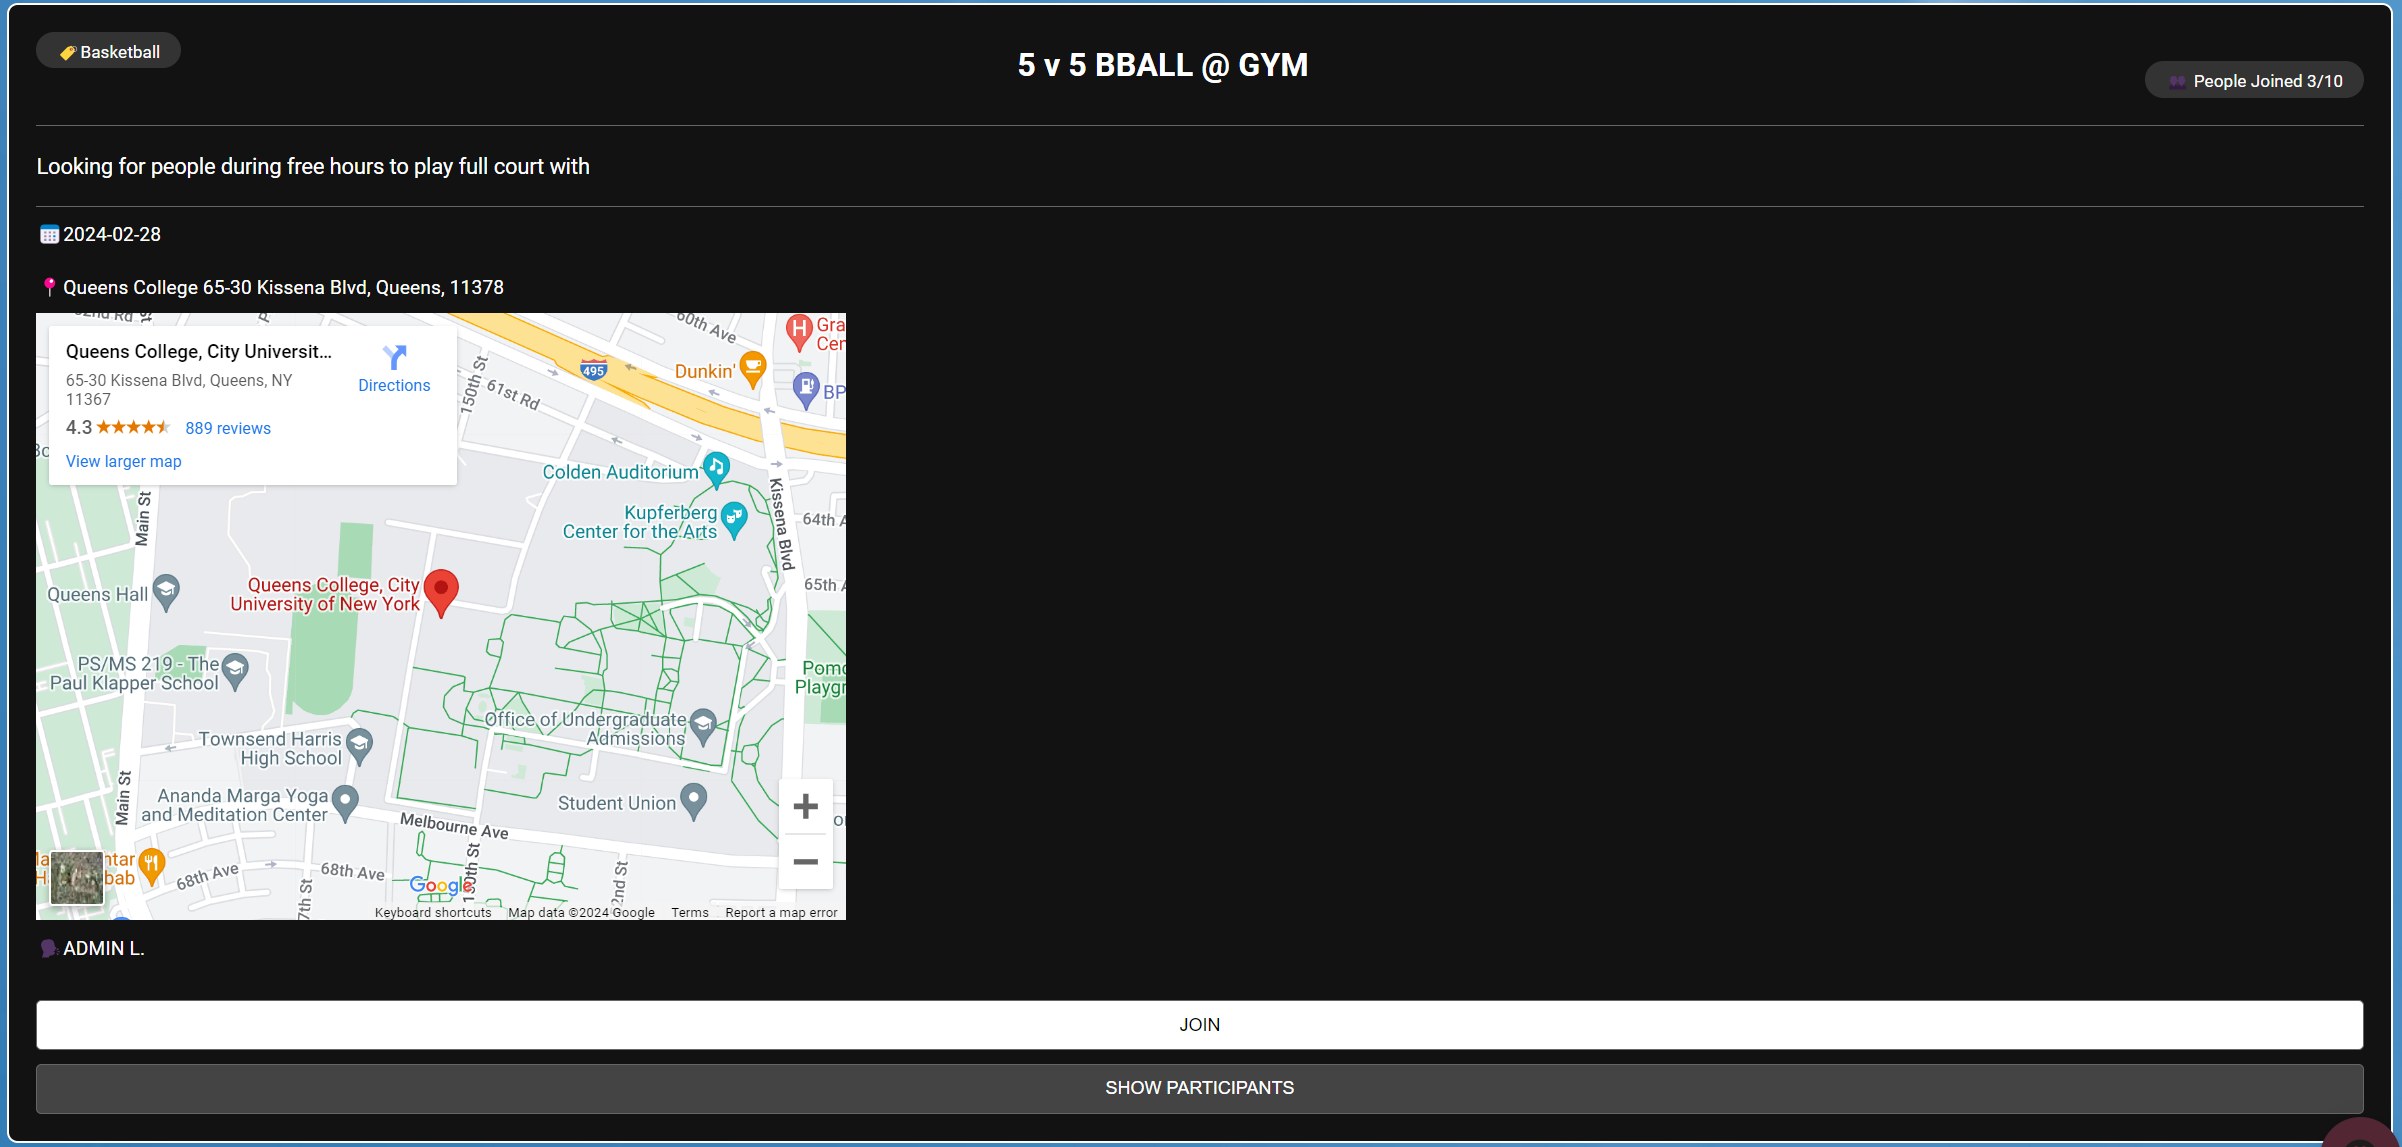 Basketball
5 v 5 BBALL @ GYM
People Joined 3/10
Looking for people during free hours to play full court with
2024-02-28
Queens College 65-30 Kissena Blvd, Queens, 11378
Queens College, City Universit...
65-30 Kissena Blvd, Queens, NY
11367
4.3
889 reviews
View larger map
Directions
150th St
61st Rd
495
60th Ave
Dunkin'
H
Gra
Cer
BP
Colden Auditorium
Kupferberg
Center for the Arts
Kissena Blvd
64th A
65th A
Main St
Queens Hall
Queens College, City
University of New York
PS/MS 219 - The
Paul Klapper School
Pomo
Playgr
Office of Undergraduate
Admissions
Townsend Harris
High School
Main St
Ananda Marga Yoga
and Meditation Center
Student Union
Melbourne Ave
68th Ave
68th Ave
150th St
Google
Keyboard shortcuts
Map data ©2024 Google
Terms
Report a map error
ADMIN L.
JOIN
SHOW PARTICIPANTS